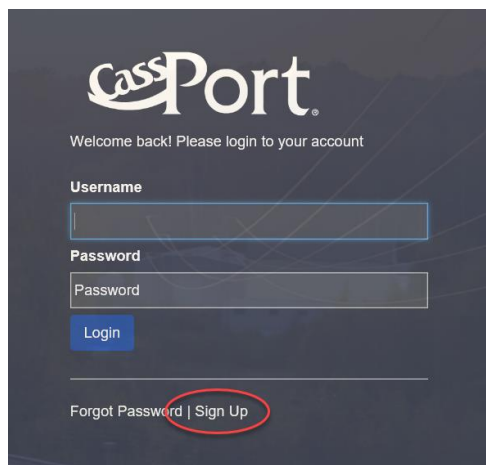 CassPort®
Welcome back! Please login to your account
Username
Password
Password
Login
Forgot Password | Sign Up